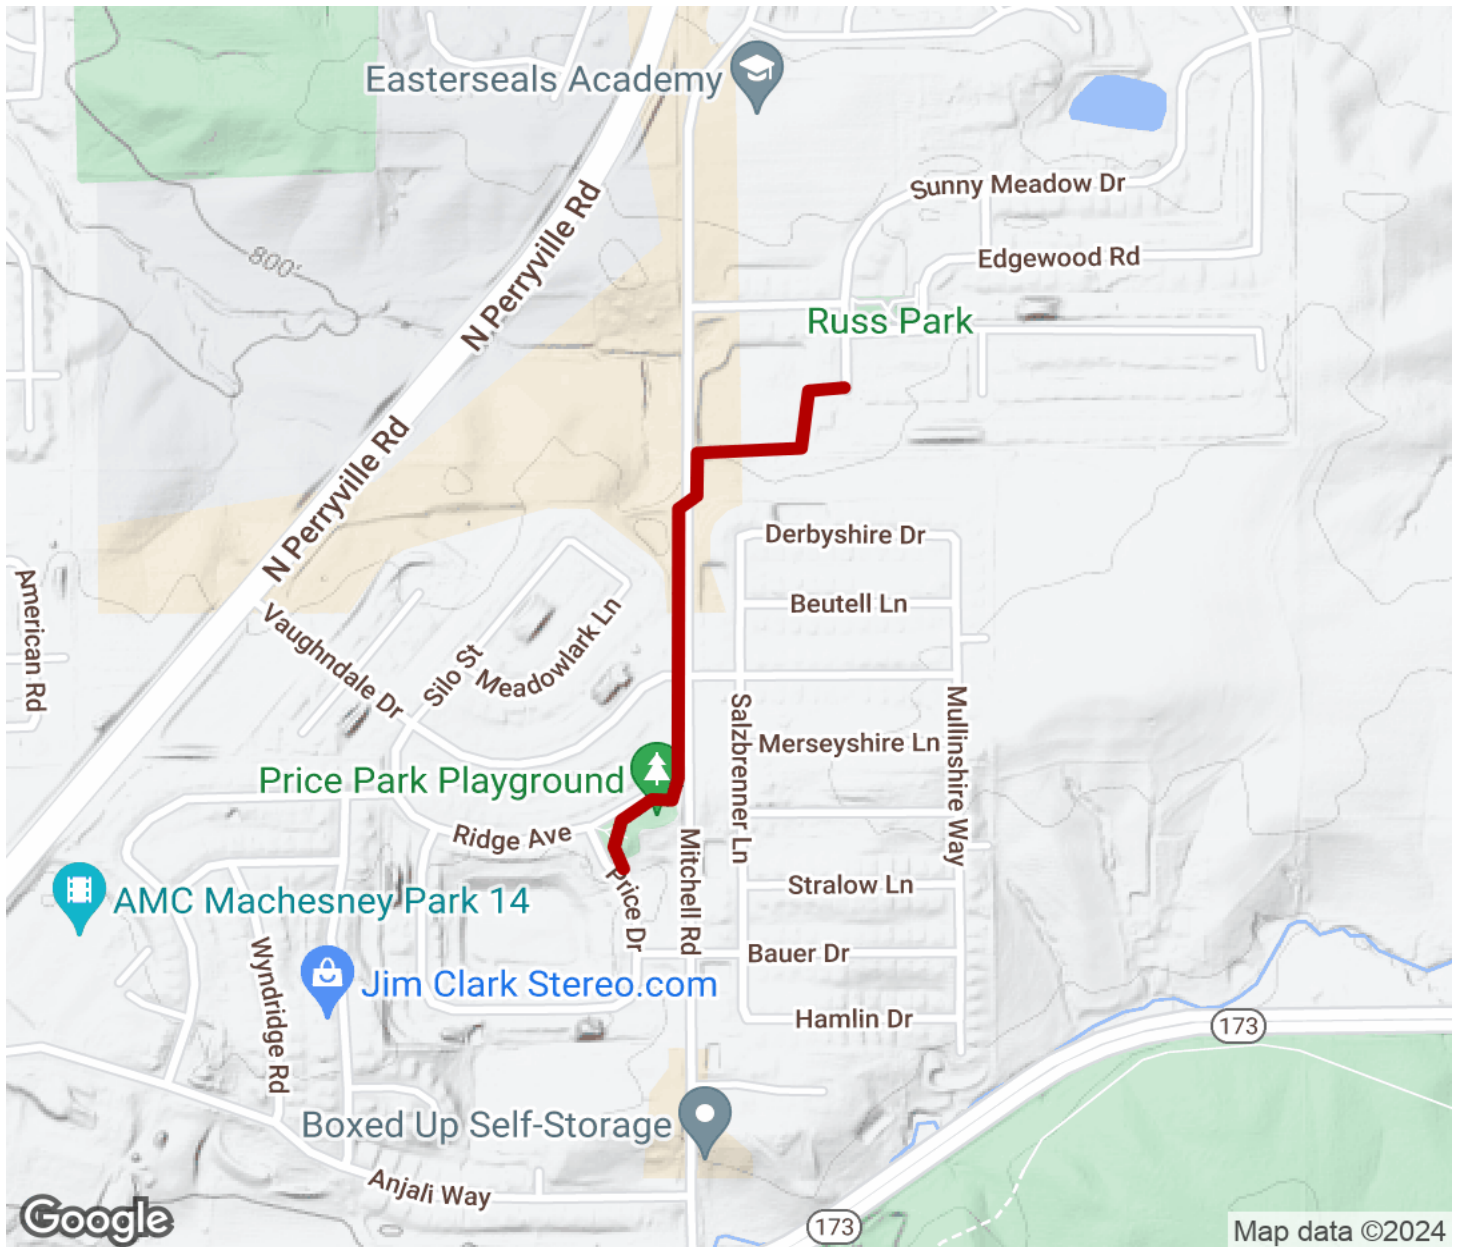 Easterseals Academy
Sunny Meadow Dr
N Perryville Rd
800'
Edgewood Rd
Russ Park
N Perryville Rd
Derbyshire Dr
American Rd
Beutell Ln
Vaughndale Dr
Silo St
Meadowlark Ln
Salzbrenner Ln
Mullinshire Way
Merseyshire Ln
Price Park Playground
Ridge Ave
Mitchell Rd
Price Dr
Stralow Ln
AMC Machesney Park 14
Wyndridge Rd
Bauer Dr
Jim Clark Stereo.com
Hamlin Dr
173
Boxed Up Self-Storage
Anjali Way
173
Google
Map data ©2024